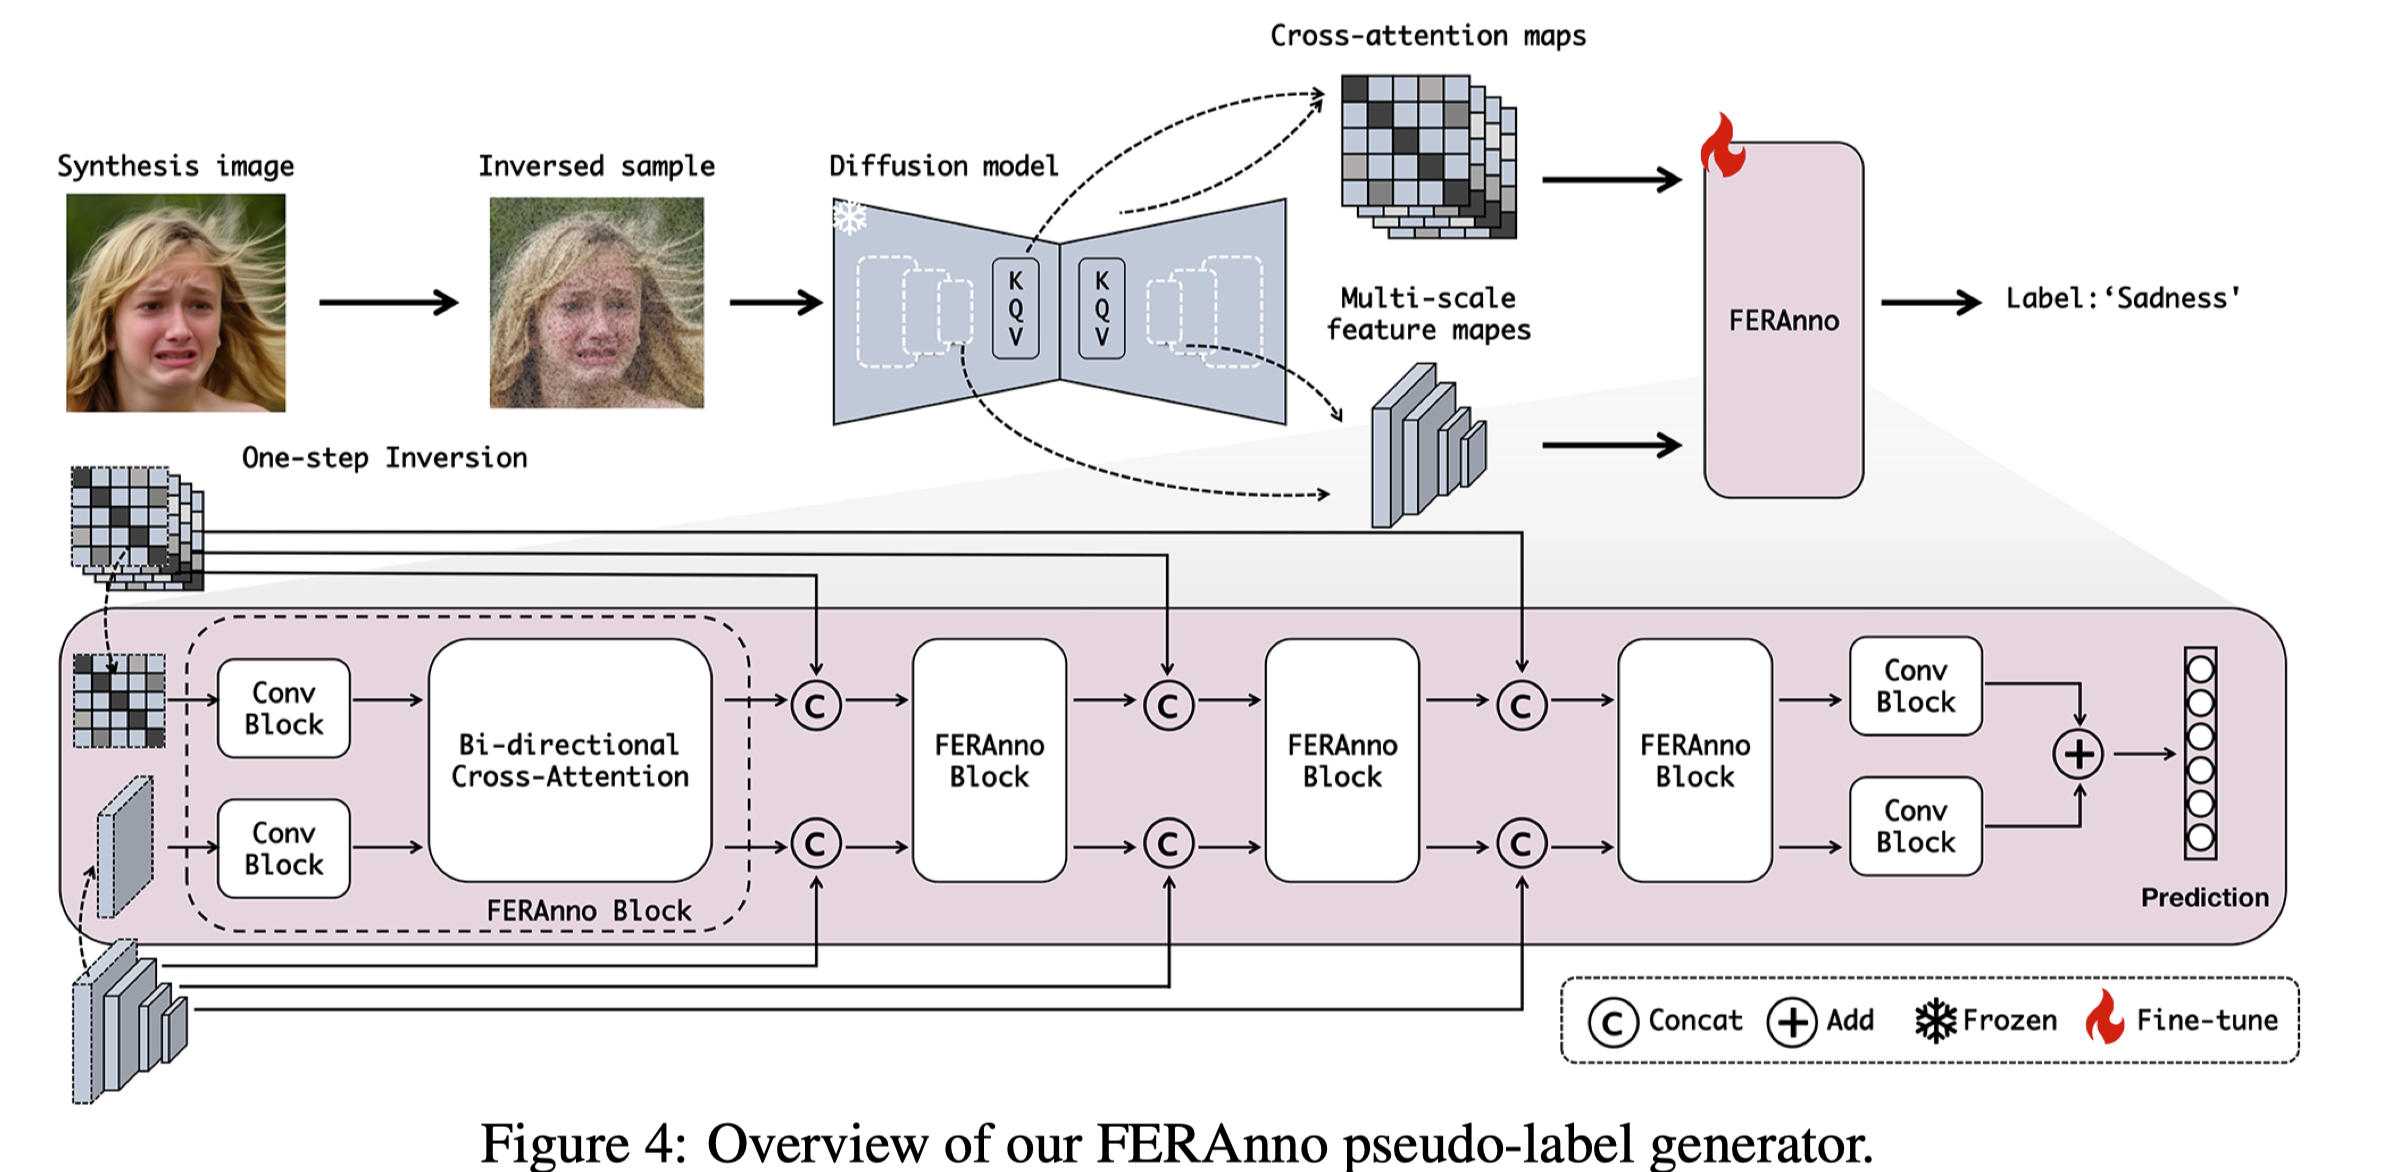 Cross-attention maps
Synthesis image
Inversed sample
Diffusion model
K
Q
V
K
Q
V
Multi-scale
feature mapes
FERAnno
Label:‘Sadness'
One-step Inversion
Conv
Block
Conv
Block
Bi-directional
Cross-Attention
FERAnno Block
C
C
FERAnno
Block
C
C
FERAnno
Block
C
C
FERAnno
Block
Conv
Block
Conv
Block
+
Prediction
C Concat + Add Frozen Fine-tune
Figure 4: Overview of our FERAnno pseudo-label generator.